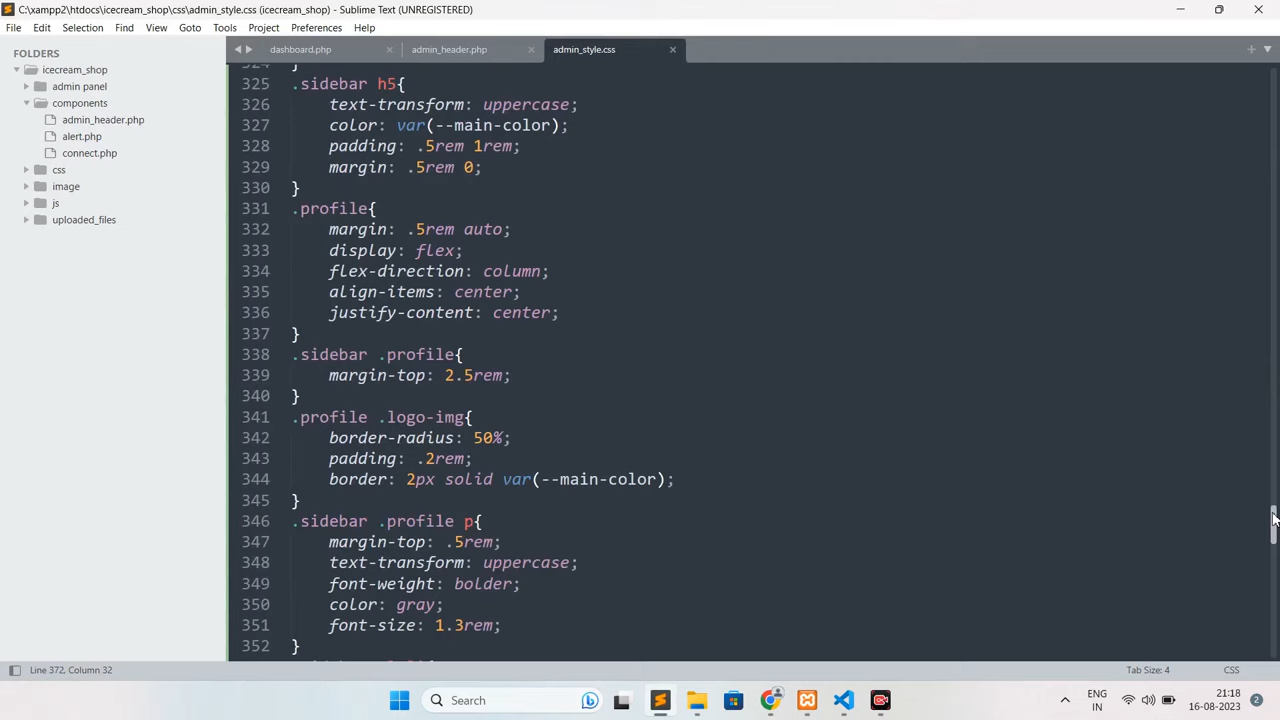 C:\xampp2\htdocs\icecream_shop\css\admin_style.css (icecream_shop) - Sublime Text (UNREGISTERED)
File Edit Selection Find View Goto Tools Project Preferences Help
FOLDERS
icecream_shop
admin panel
components
admin_header.php
alert.php
connect.php
css
image
js
uploaded_files
dashboard.php admin_header.php admin_style.css
324 }
325 .sidebar h5{
326 text-transform: uppercase;
327 color: var(--main-color);
328 padding: .5rem 1rem;
329 margin: .5rem 0;
330 }
331 .profile{
332 margin: .5rem auto;
333 display: flex;
334 flex-direction: column;
335 align-items: center;
336 justify-content: center;
337 }
338 .sidebar .profile{
339 margin-top: 2.5rem;
340 }
341 .profile .logo-img{
342 border-radius: 50%;
343 padding: .2rem;
344 border: 2px solid var(--main-color);
345 }
346 .sidebar .profile p{
347 margin-top: .5rem;
348 text-transform: uppercase;
349 font-weight: bolder;
350 color: gray;
351 font-size: 1.3rem;
352 }
Line 372, Column 32 Tab Size: 4 CSS
Search
ENG
IN
21:18
16-08-2023
2